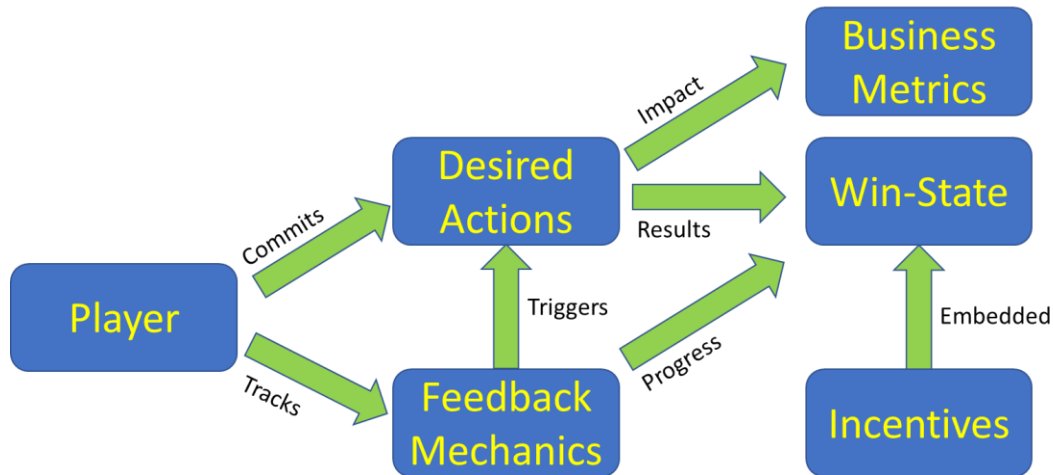 Business
Metrics
Impact
Desired
Actions
Win-State
Commits
Results
Player
Triggers
Embedded
Progress
Tracks
Feedback
Mechanics
Incentives